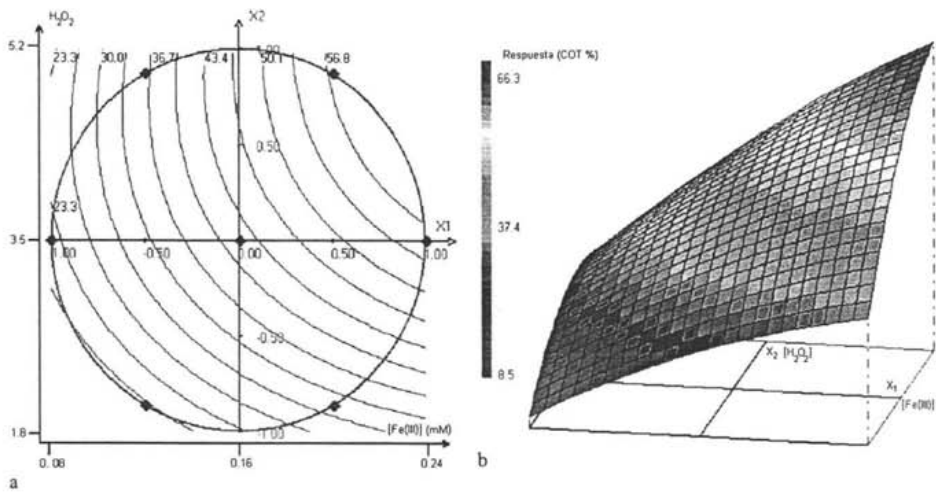 H2O2
X2
5.2
23.3
30.0
36.7
43.4
1.00
50.1
56.8
0.50
23.3
X1
3.5
1.00
-0.50
0.00
0.50
1.00
-0.50
1.8
-1.00
[Fe(III)] (mM)
0.08
0.16
0.24
a
Respuesta (COT %)
66.3
37.4
8.5
X2 [H2O2]
X1
[Fe(III)]
b